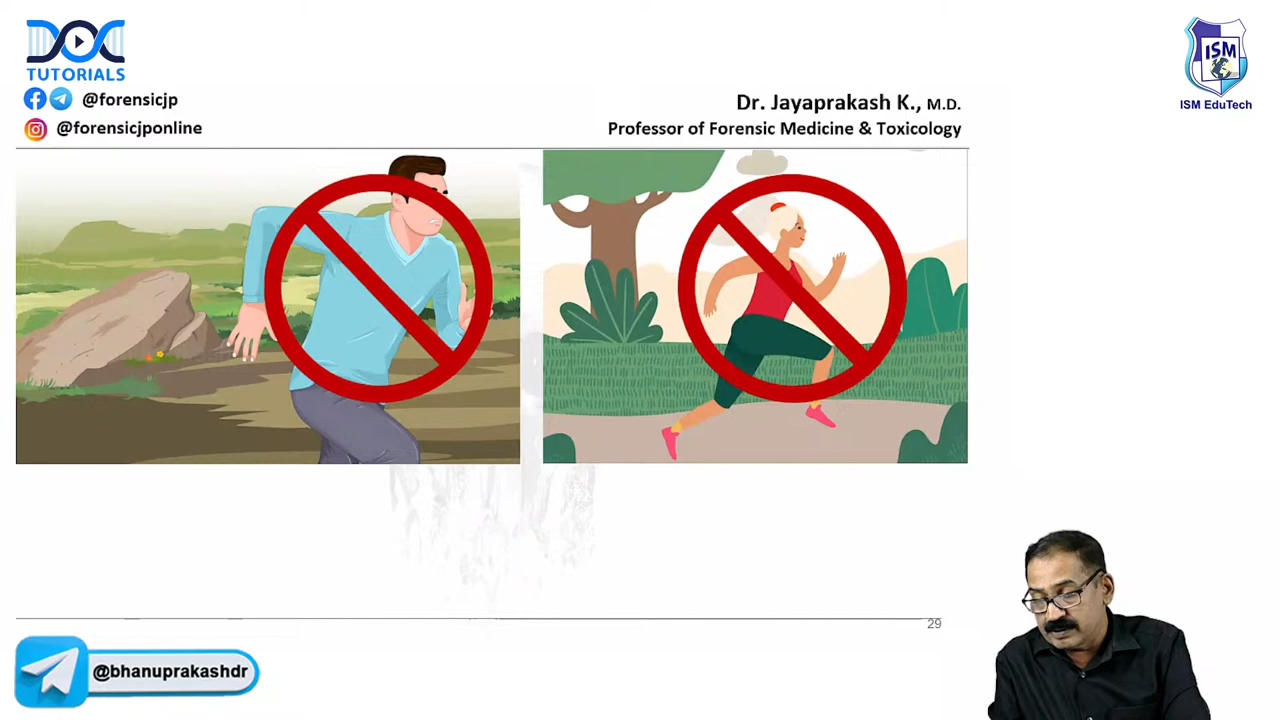 DOC
TUTORIALS
@forensicjp
@forensicjponline
Dr. Jayaprakash K., M.D.
Professor of Forensic Medicine & Toxicology
ISM
ISM EduTech
29
@bhanuprakashdr